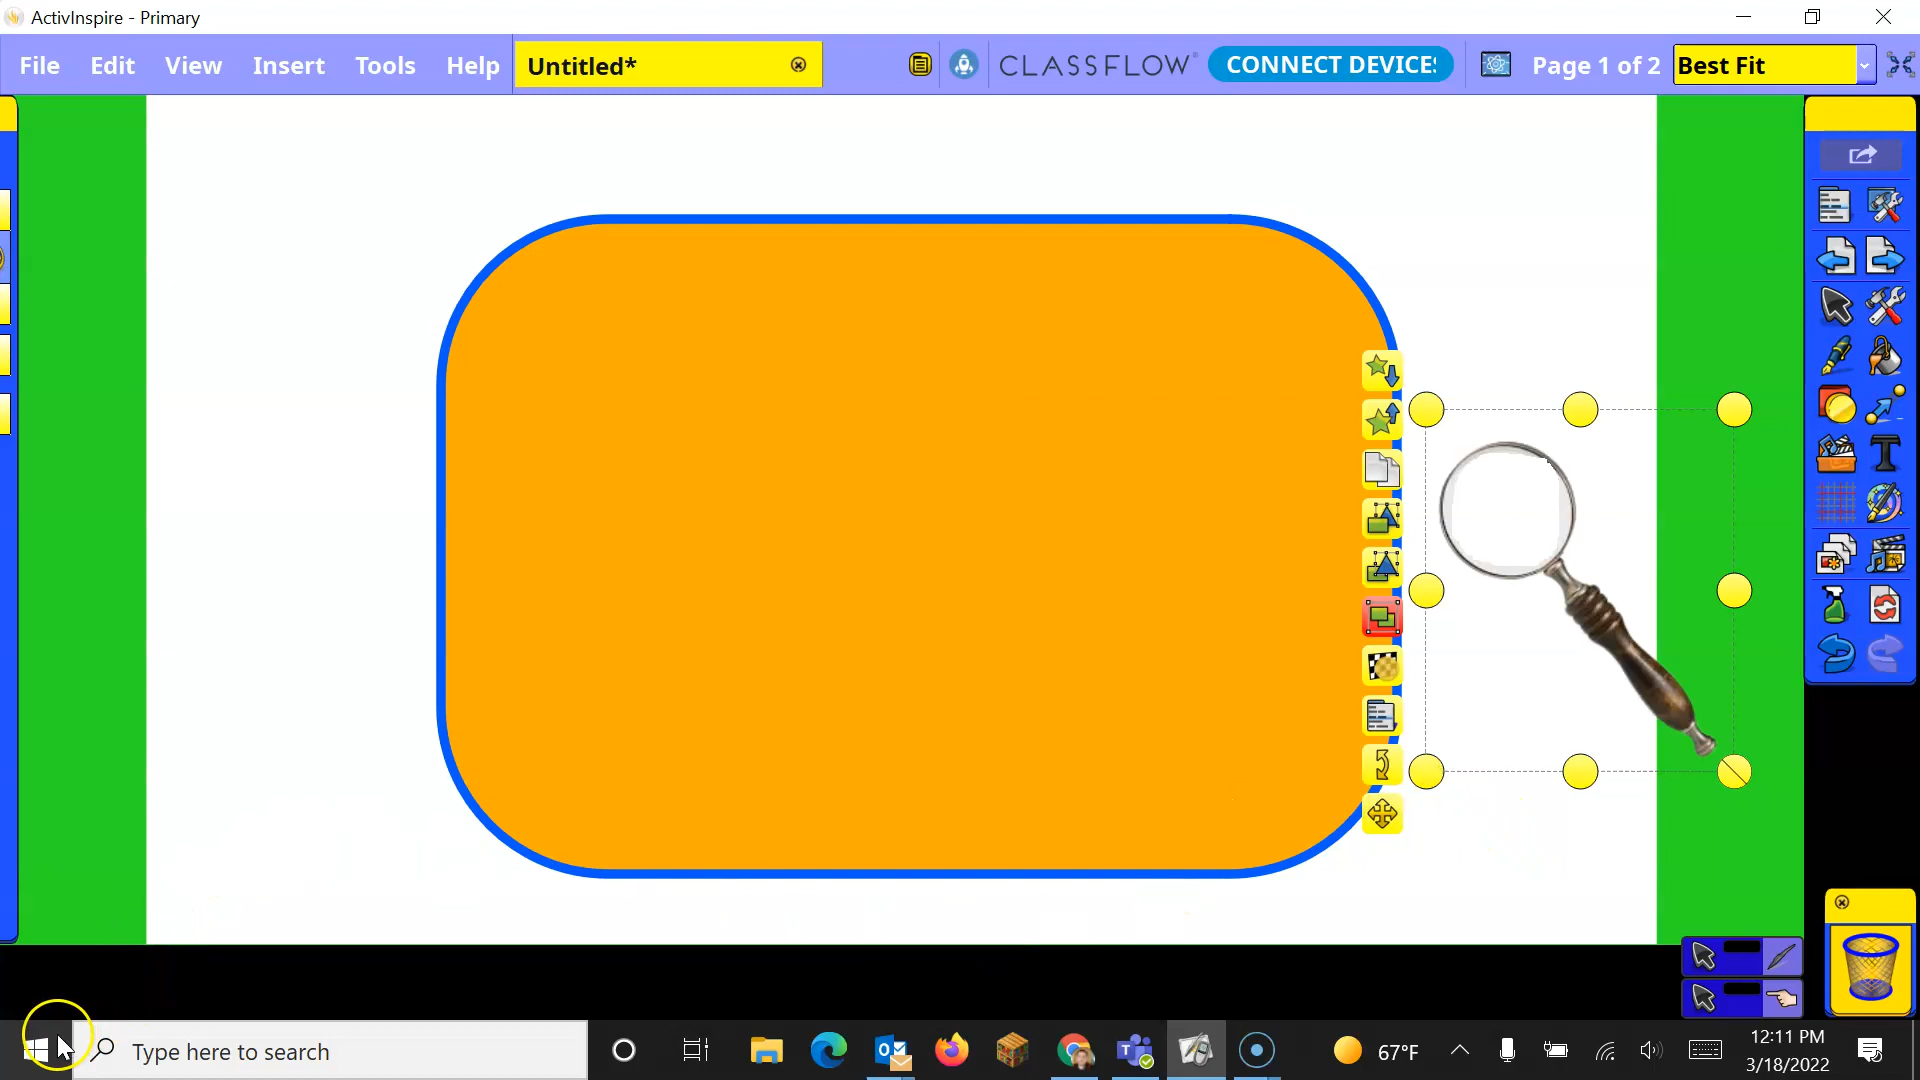 ActivInspire - Primary
File Edit View Insert Tools Help Untitled* CLASSFLOW CONNECT DEVICES Page 1 of 2 Best Fit
Type here to search
67°F
12:11 PM
3/18/2022